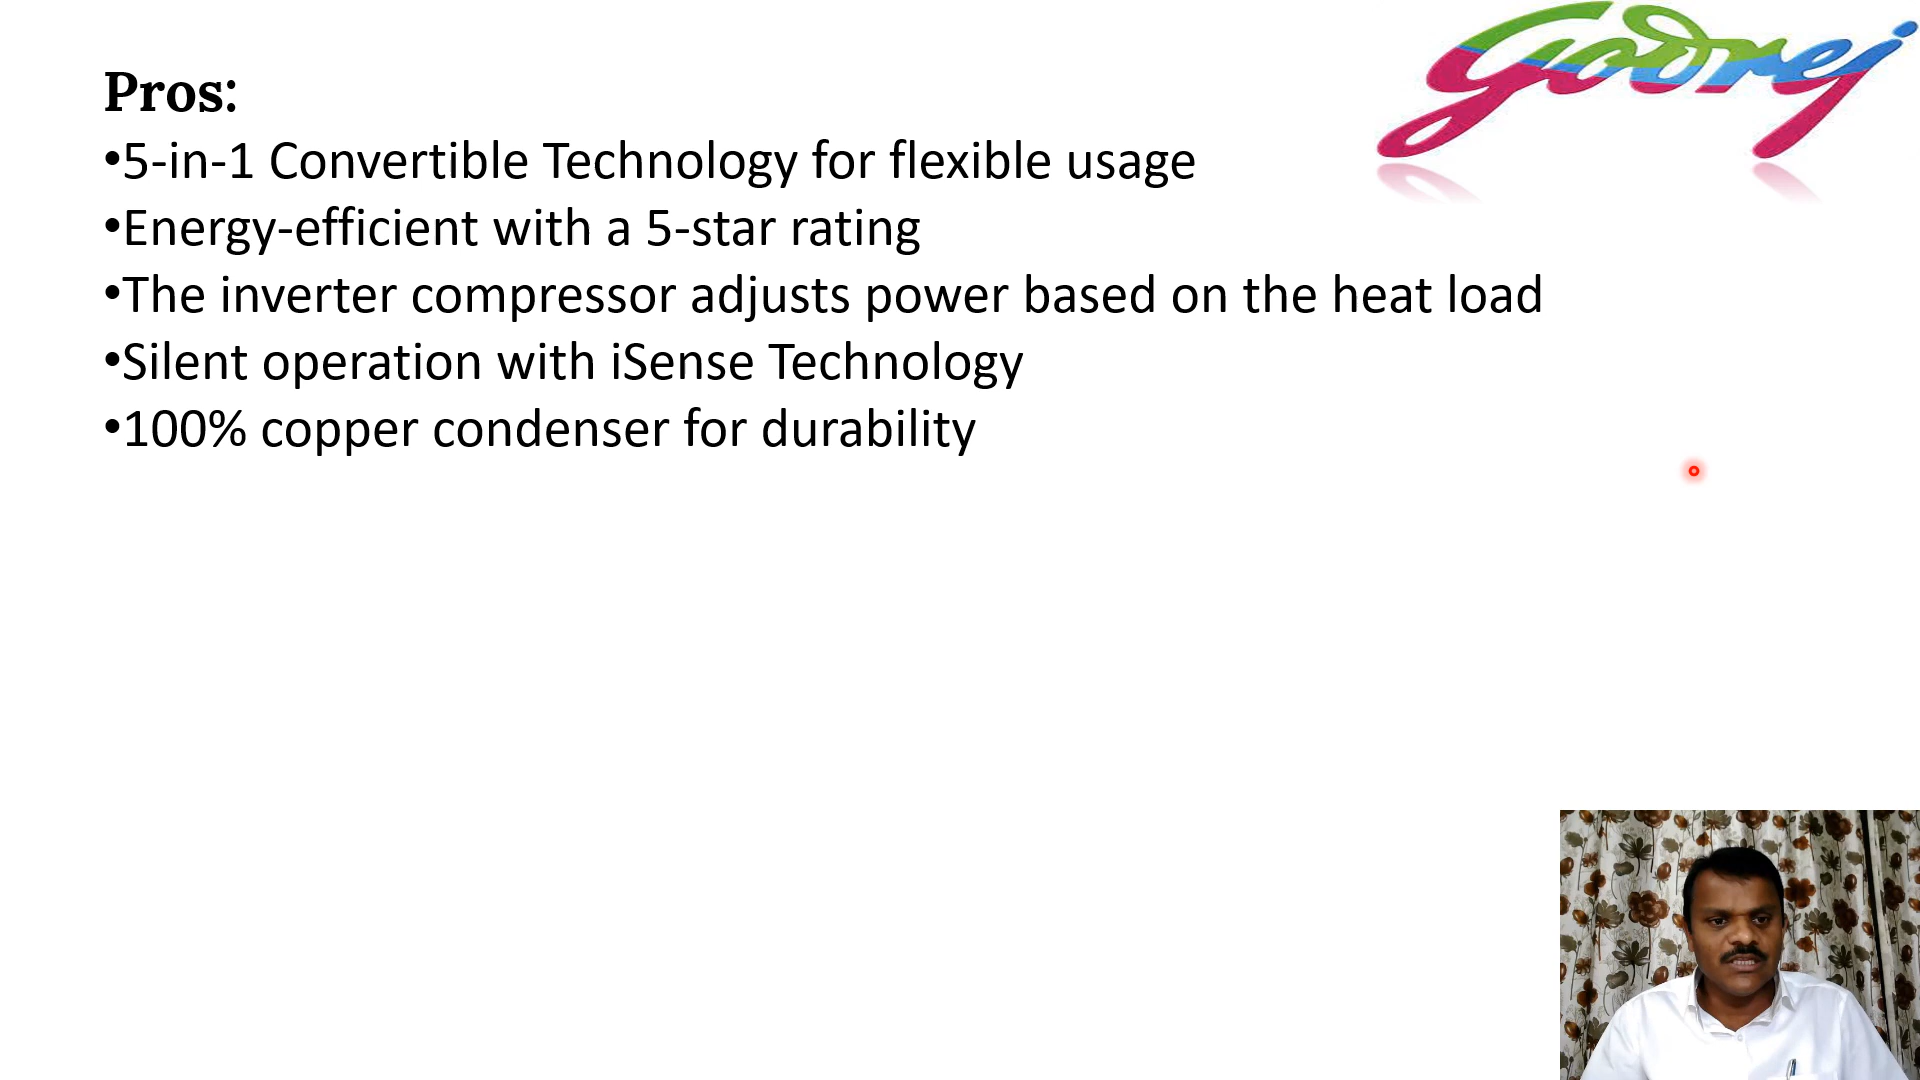 Godrej
Pros:
•5-in-1 Convertible Technology for flexible usage
•Energy-efficient with a 5-star rating
•The inverter compressor adjusts power based on the heat load
•Silent operation with iSense Technology
•100% copper condenser for durability